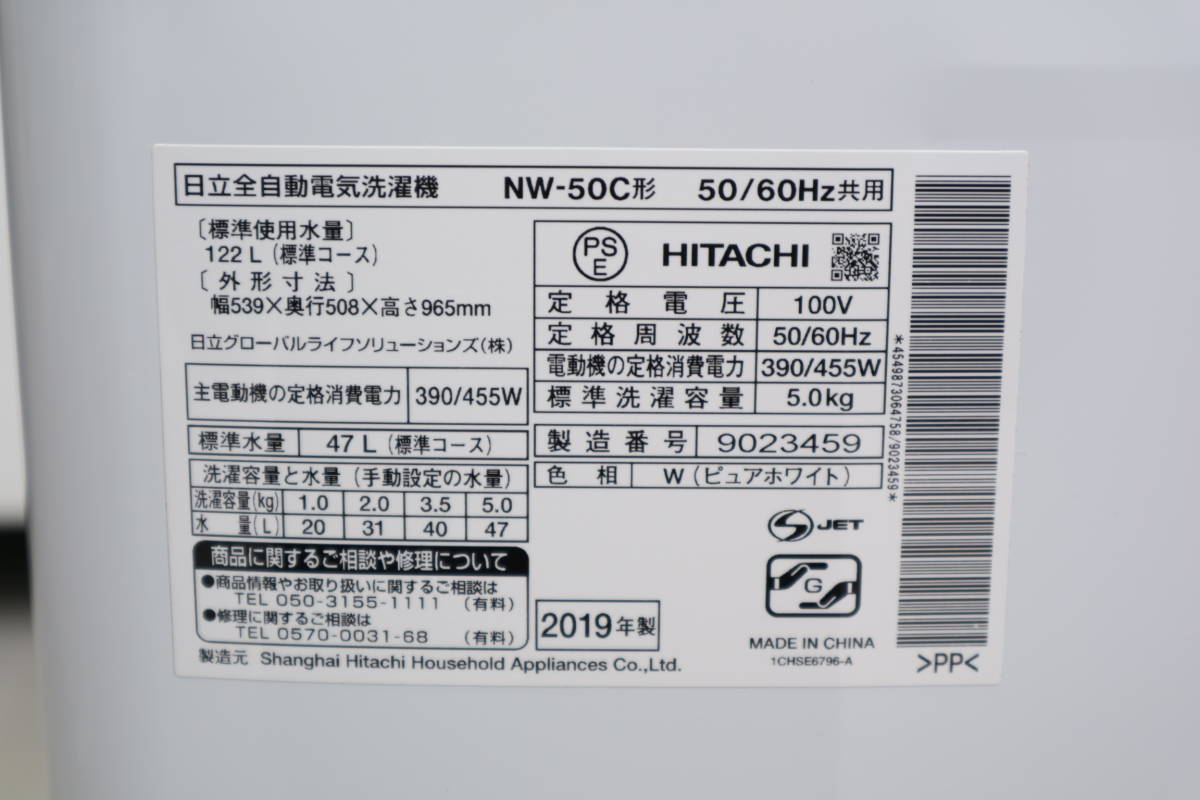 日立全自動電気洗濯機 NW-50C形 50/60Hz共用
〔標準使用水量〕
122 L (標準コース)
〔外形寸法〕
幅539×奥行508×高さ965mm
日立グローバルライフソリューションズ(株)
主電動機の定格消費電力 390/455W
標準水量 47 L (標準コース)
洗濯容量と水量 (手動設定の水量)
洗濯容量(kg) 1.0 2.0 3.5 5.0
水量(L) 20 31 40 47
商品に関するご相談や修理について
●商品情報やお取り扱いに関するご相談は
TEL 050-3155-1111 (有料)
●修理に関するご相談は
TEL 0570-0031-68 (有料)
製造元 Shanghai Hitachi Household Appliances Co.,Ltd.
PSE HITACHI
定格電圧 100V
定格周波数 50/60Hz
電動機の定格消費電力 390/455W
標準洗濯容量 5.0kg
製造番号 9023459
色相 W (ピュアホワイト)
S JET
G
2019年製
MADE IN CHINA
1CHSE6796-A
*4549873064758/9023459*
>PP<